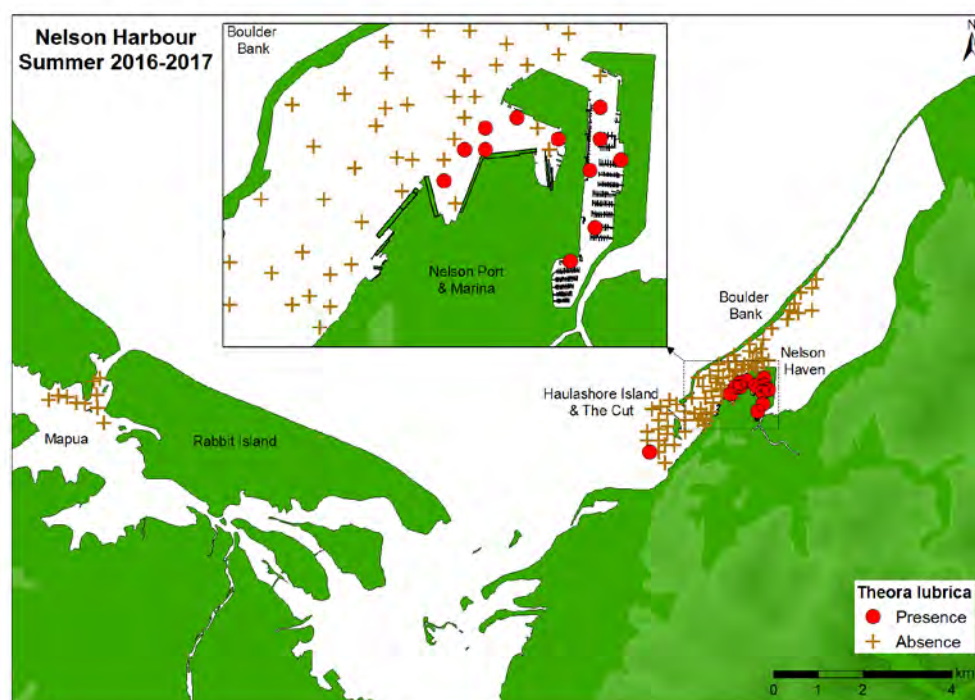 Nelson Harbour
Summer 2016-2017
Boulder
Bank
N
Nelson Port
& Marina
Boulder
Bank
Nelson
Haven
Haulashore Island
& The Cut
Mapua
Rabbit Island
Theora lubrica
Presence
Absence
km
0 1 2 4